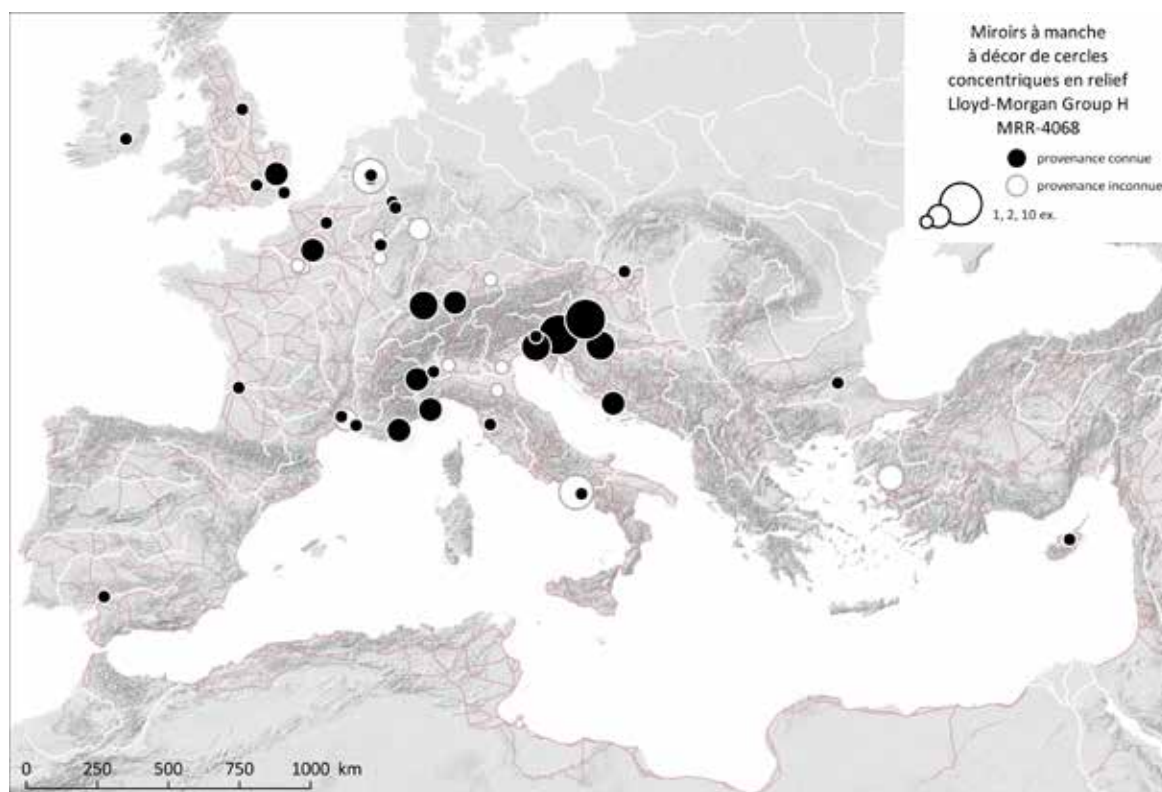 Miroirs à manche
à décor de cercles
concentriques en relief
Lloyd-Morgan Group H
MRR-4068
provenance connue
provenance inconnue
1, 2, 10 ex.
0 250 500 750 1000 km